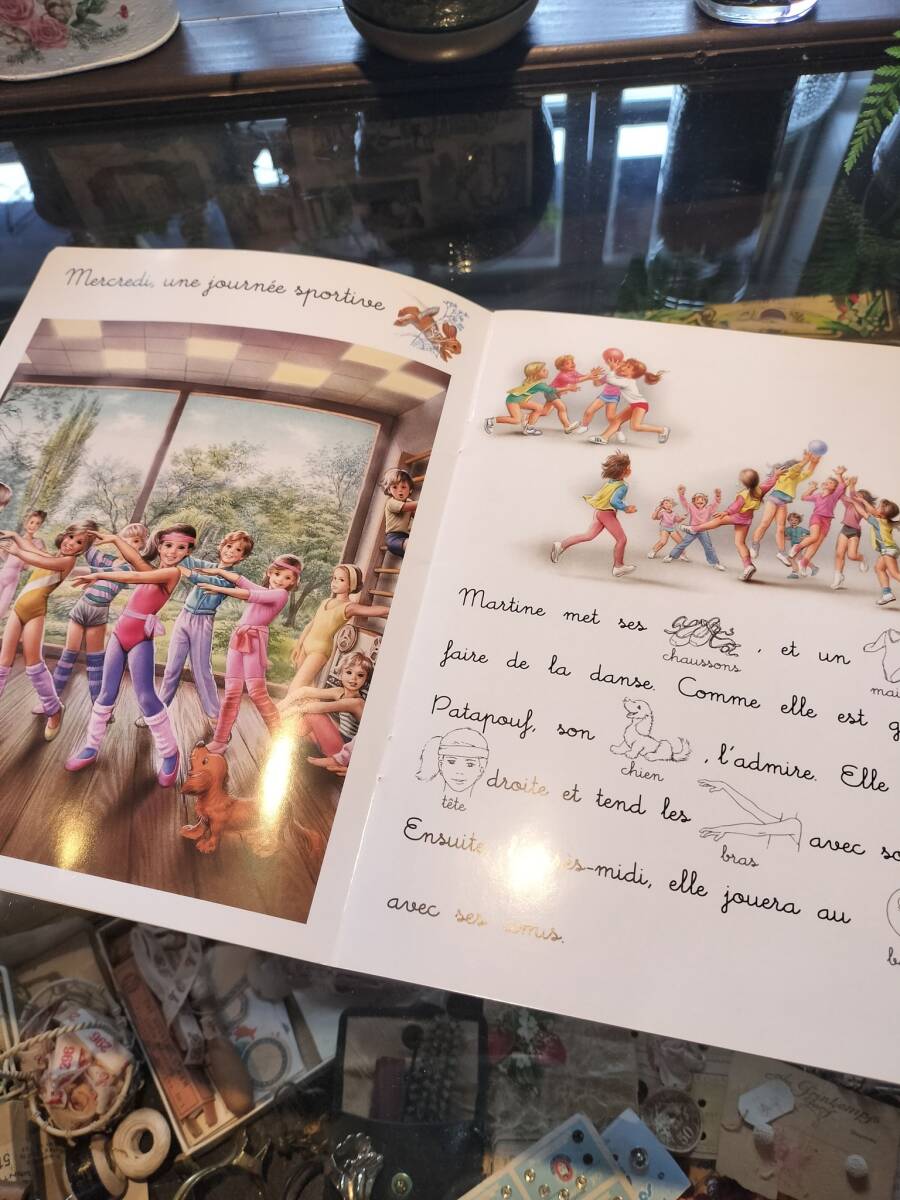 Mercredi, une journée sportive
Martine met ses chaussons, et un
faire de la danse. Comme elle est
Patapouf, son chien, l'admire. Elle
tête droite et tend les bras avec
Ensuite, elle jouera au
avec ses amis.